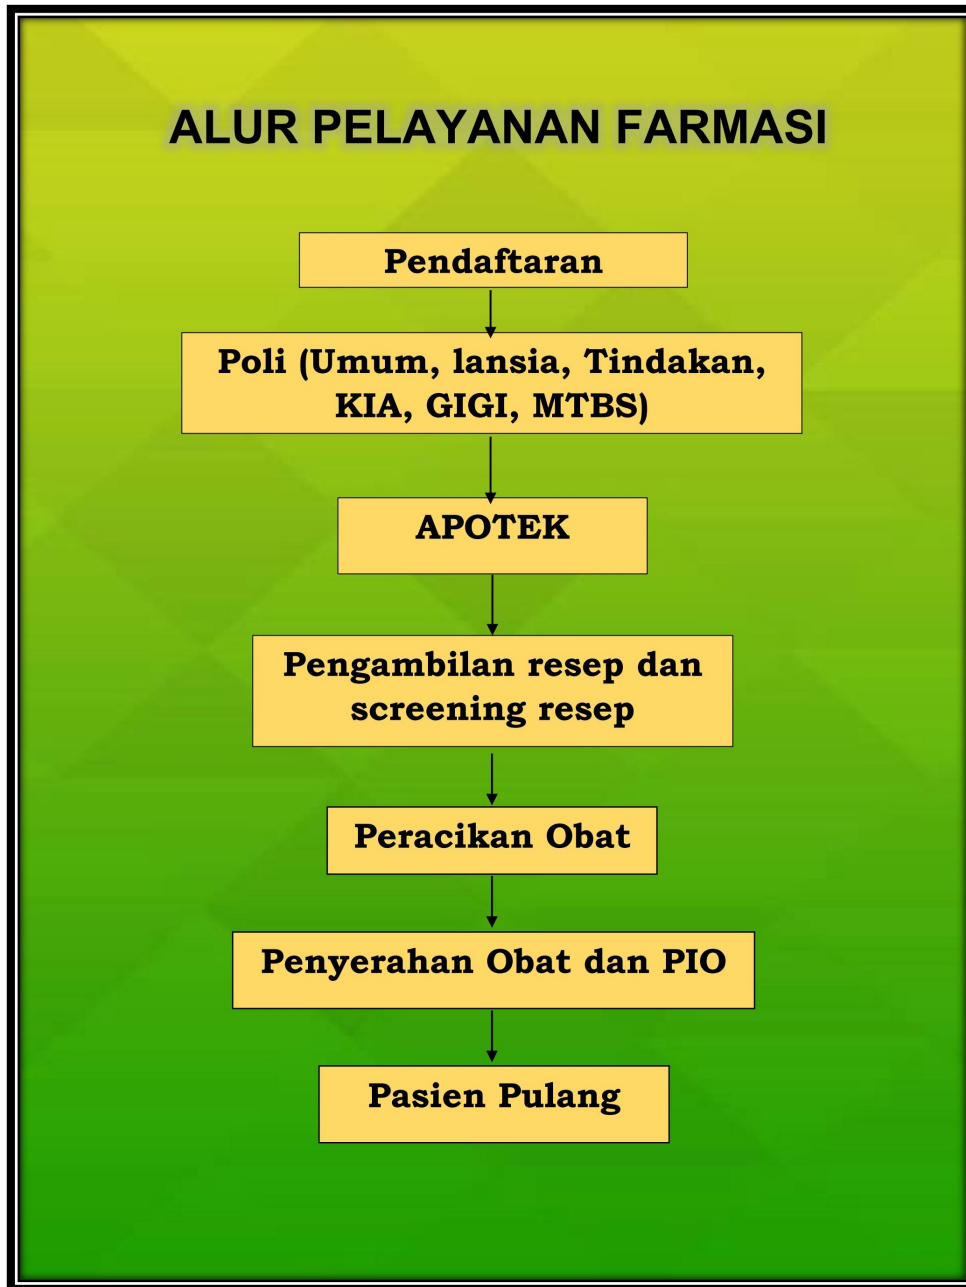 ALUR PELAYANAN FARMASI
Pendaftaran
Poli (Umum, lansia, Tindakan,
KIA, GIGI, MTBS)
APOTEK
Pengambilan resep dan
screening resep
Peracikan Obat
Penyerahan Obat dan PIO
Pasien Pulang